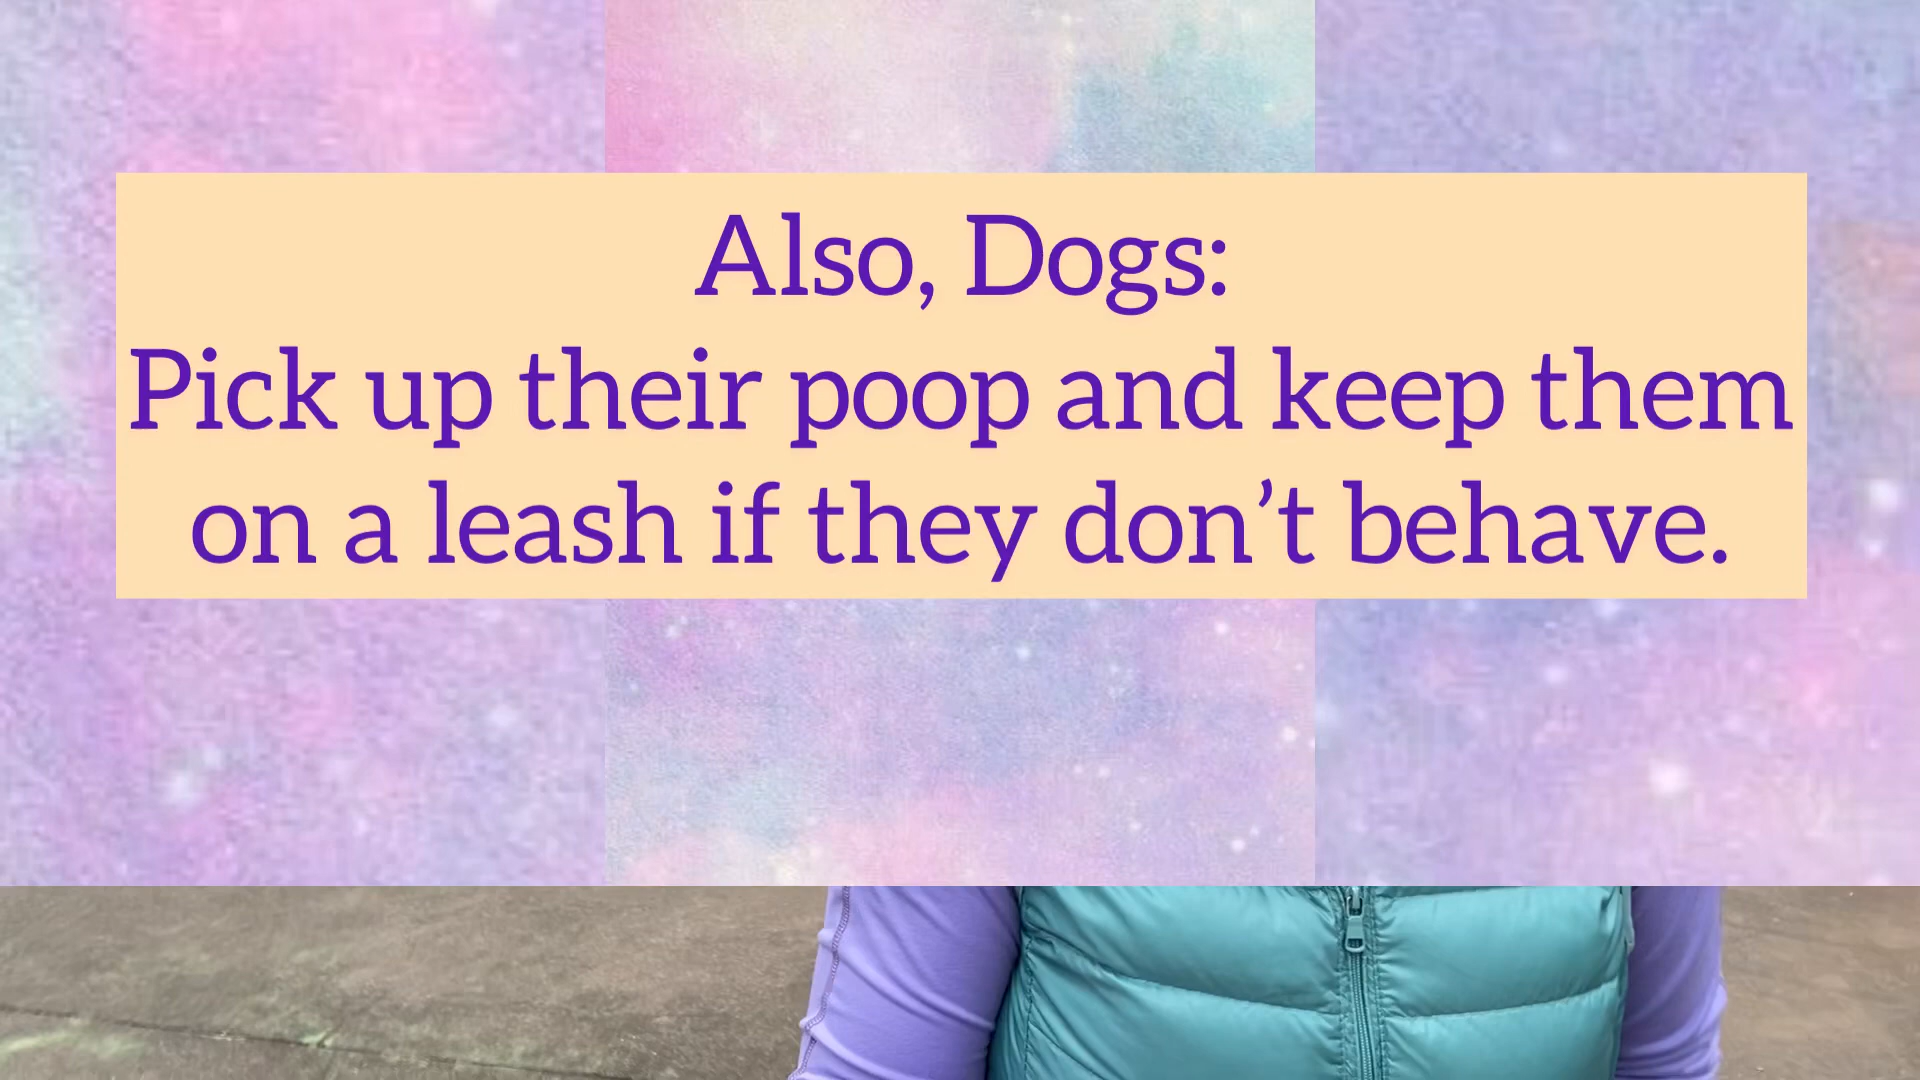 Also, Dogs:
Pick up their poop and keep them
on a leash if they don’t behave.